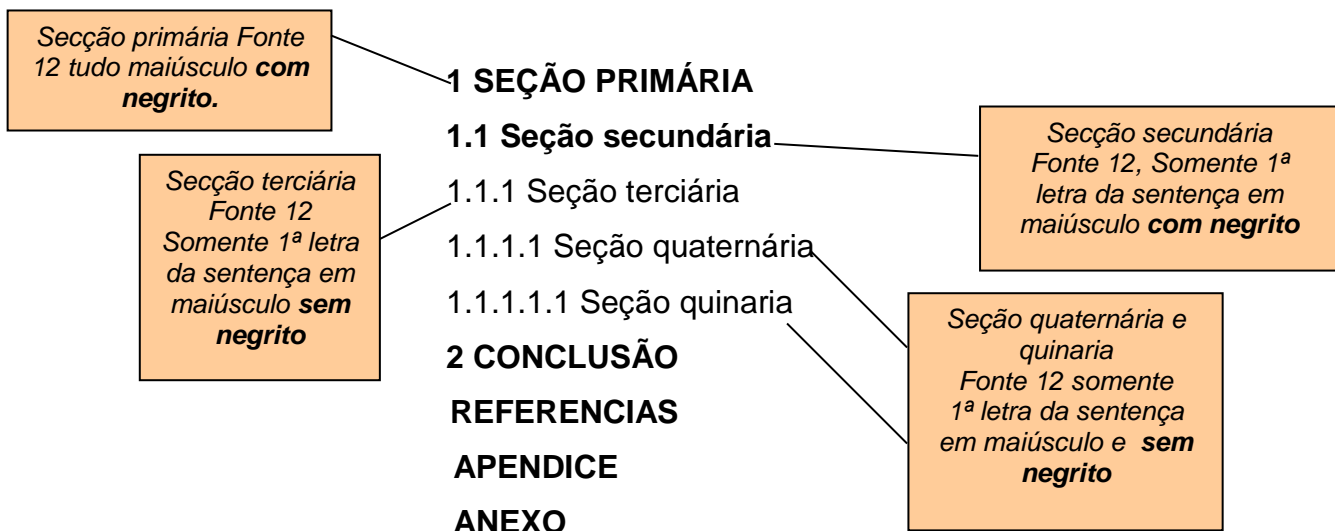 Secção primária Fonte
12 tudo maiúsculo com
negrito.
1 SEÇÃO PRIMÁRIA
1.1 Seção secundária
Secção secundária
Fonte 12, Somente 1ª
letra da sentença em
maiúsculo com negrito
Secção terciária
Fonte 12
Somente 1ª letra
da sentença em
maiúsculo sem
negrito
1.1.1 Seção terciária
1.1.1.1 Seção quaternária
1.1.1.1.1 Seção quinaria
Seção quaternária e
quinaria
Fonte 12 somente
1ª letra da sentença
em maiúsculo e sem
negrito
2 CONCLUSÃO
REFERENCIAS
APENDICE
ANEXO